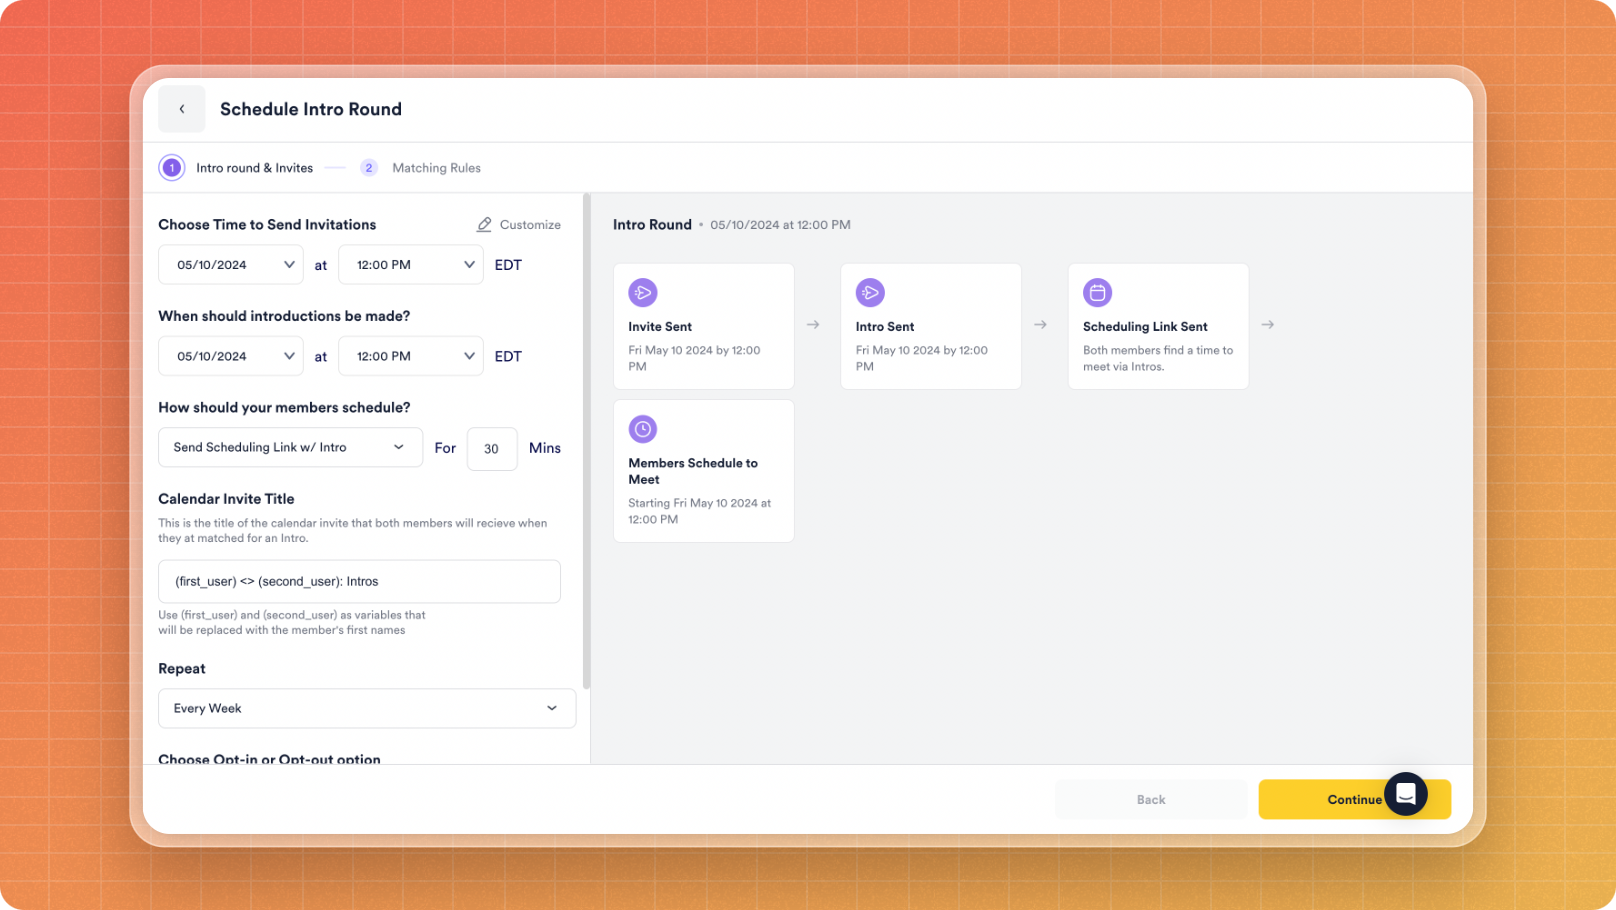 Schedule Intro Round
1 Intro round & Invites 2 Matching Rules
Choose Time to Send Invitations Customize
05/10/2024 at 12:00 PM EDT
When should introductions be made?
05/10/2024 at 12:00 PM EDT
How should your members schedule?
Send Scheduling Link w/ Intro For 30 Mins
Calendar Invite Title
This is the title of the calendar invite that both members will recieve when
they at matched for an Intro.
(first_user) <> (second_user): Intros
Use (first_user) and (second_user) as variables that
will be replaced with the member's first names
Repeat
Every Week
Choose Opt-in or Opt-out option
Intro Round • 05/10/2024 at 12:00 PM
Invite Sent
Fri May 10 2024 by 12:00
PM
Intro Sent
Fri May 10 2024 by 12:00
PM
Scheduling Link Sent
Both members find a time to
meet via Intros.
Members Schedule to
Meet
Starting Fri May 10 2024 at
12:00 PM
Back
Continue